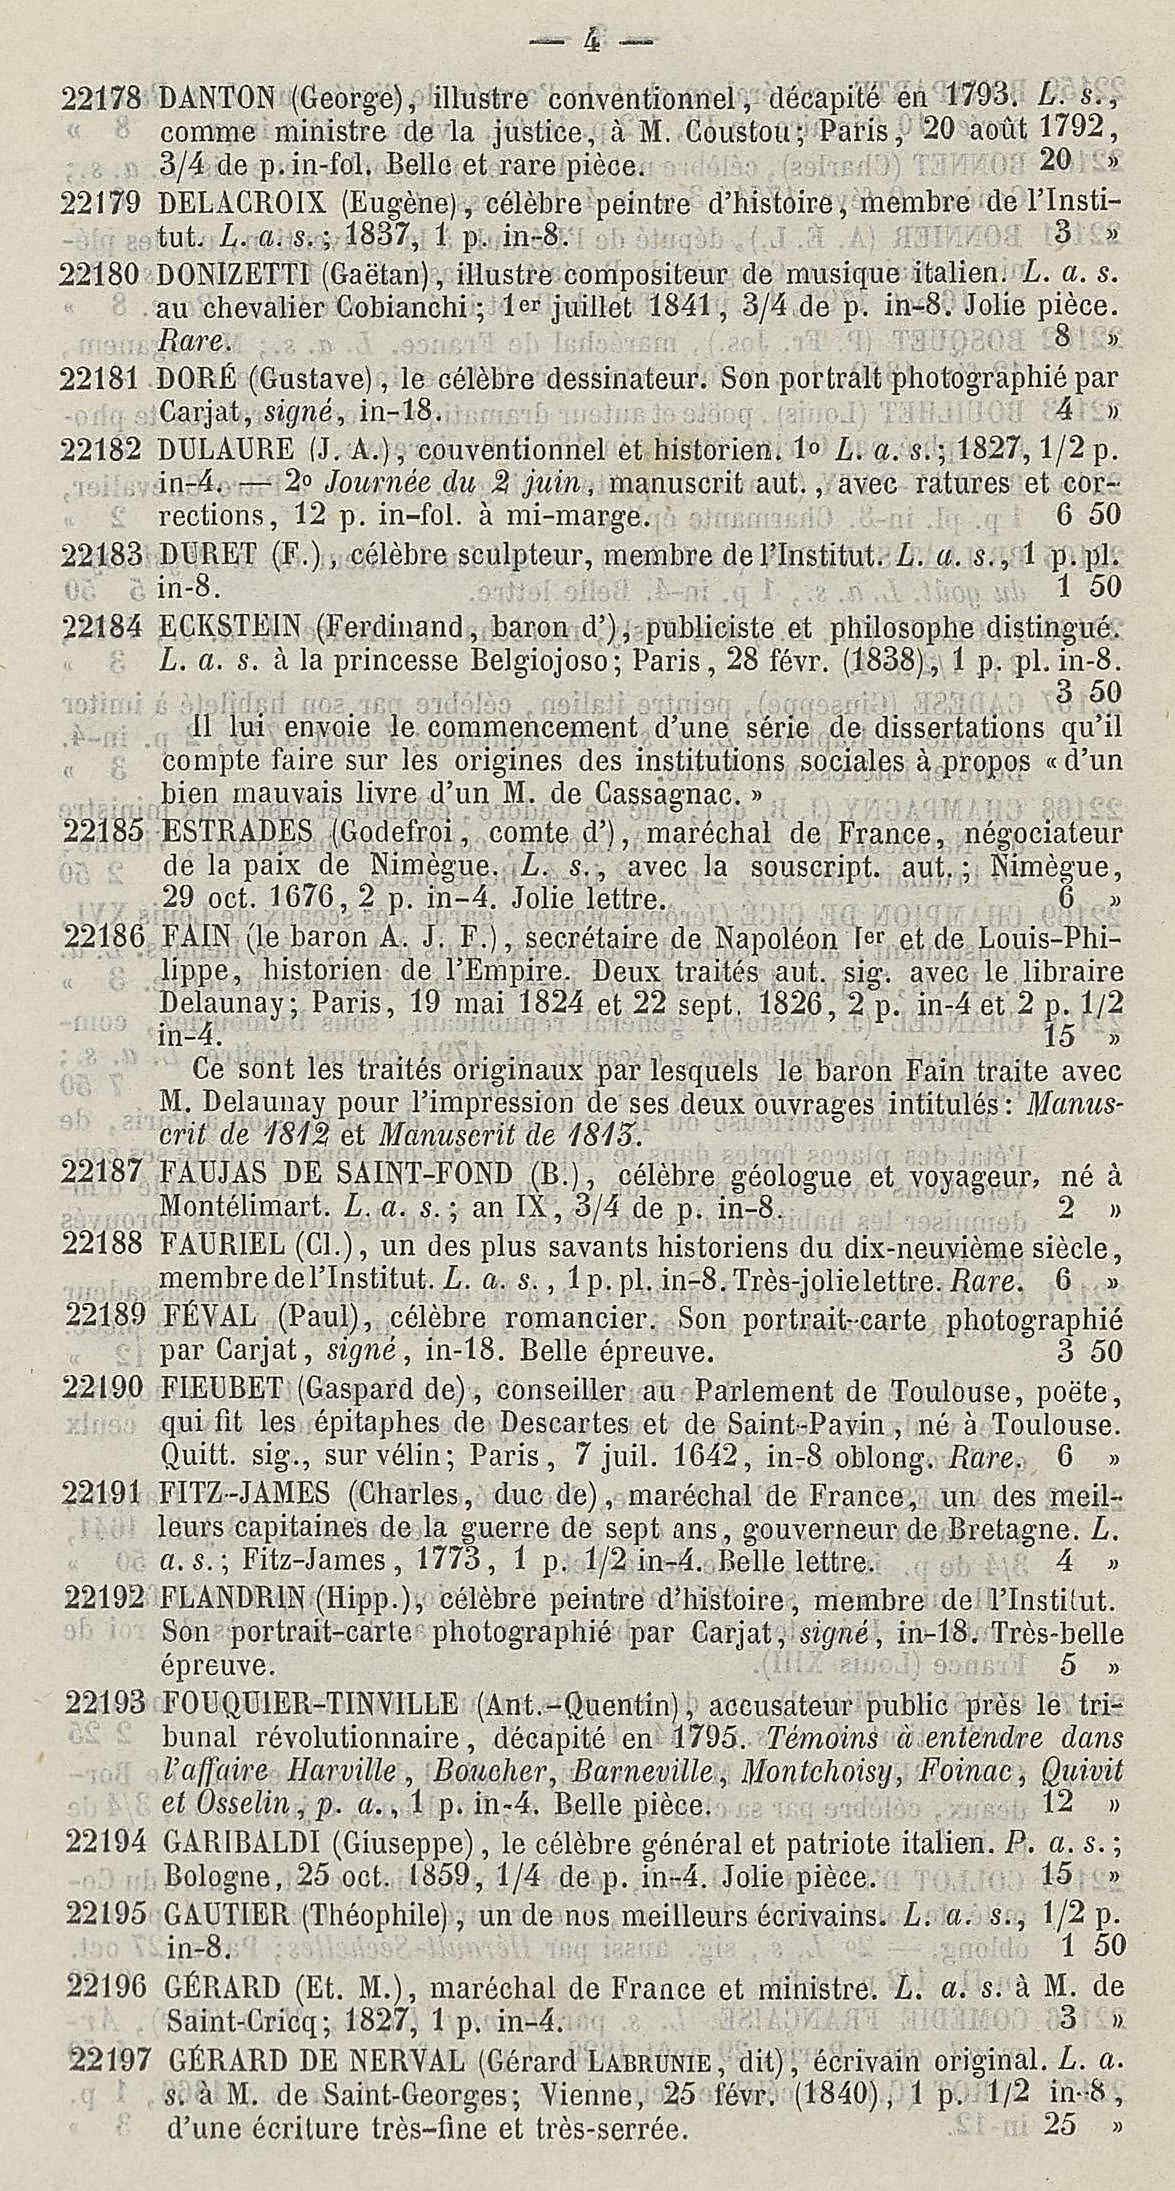 — 4 —
22178 DANTON (George), illustre conventionnel, décapité en 1793. L. s.,
comme ministre de la justice, à M. Coustou; Paris, 20 août 1792,
3/4 de p. in-fol. Belle et rare pièce. 20 »
22179 DELACROIX (Eugène), célèbre peintre d'histoire, membre de l'Insti-
tut. L. a. s.; 1837, 1 p. in-8. 3 »
22180 DONIZETTI (Gaëtan), illustre compositeur de musique italien. L. a. s.
au chevalier Cobianchi; 1er juillet 1841, 3/4 de p. in-8. Jolie pièce.
Rare. 8 »
22181 DORÉ (Gustave), le célèbre dessinateur. Son portrait photographié par
Carjat, signé, in-18. 4 »
22182 DULAURE (J. A.), couventionnel et historien. 1o L. a. s.; 1827, 1/2 p.
in-4. — 2o Journée du 2 juin, manuscrit aut., avec ratures et cor-
rections, 12 p. in-fol. à mi-marge. 6 50
22183 DURET (F.), célèbre sculpteur, membre de l'Institut. L. a. s., 1 p. pl.
in-8. 1 50
22184 ECKSTEIN (Ferdinand, baron d'), publiciste et philosophe distingué.
L. a. s. à la princesse Belgiojoso; Paris, 28 févr. (1838), 1 p. pl. in-8.
3 50
Il lui envoie le commencement d'une série de dissertations qu'il
compte faire sur les origines des institutions sociales à propos «d'un
bien mauvais livre d'un M. de Cassagnac.»
22185 ESTRADES (Godefroi, comte d'), maréchal de France, négociateur
de la paix de Nimègue. L. s., avec la souscript. aut.; Nimègue,
29 oct. 1676, 2 p. in-4. Jolie lettre. 6 »
22186 FAIN (le baron A. J. F.), secrétaire de Napoléon Ier et de Louis-Phi-
lippe, historien de l'Empire. Deux traités aut. sig. avec le libraire
Delaunay; Paris, 19 mai 1824 et 22 sept. 1826, 2 p. in-4 et 2 p. 1/2
in-4. 15 »
Ce sont les traités originaux par lesquels le baron Fain traite avec
M. Delaunay pour l'impression de ses deux ouvrages intitulés: Manus-
crit de 1812 et Manuscrit de 1813.
22187 FAUJAS DE SAINT-FOND (B.), célèbre géologue et voyageur, né à
Montélimart. L. a. s.; an IX, 3/4 de p. in-8. 2 »
22188 FAURIEL (Cl.), un des plus savants historiens du dix-neuvième siècle,
membre de l'Institut. L. a. s., 1 p. pl. in-8. Très-jolie lettre. Rare. 6 »
22189 FÉVAL (Paul), célèbre romancier. Son portrait-carte photographié
par Carjat, signé, in-18. Belle épreuve. 3 50
22190 FIEUBET (Gaspard de), conseiller au Parlement de Toulouse, poëte,
qui fit les épitaphes de Descartes et de Saint-Pavin, né à Toulouse.
Quitt. sig., sur vélin; Paris, 7 juil. 1642, in-8 oblong. Rare. 6 »
22191 FITZ-JAMES (Charles, duc de), maréchal de France, un des meil-
leurs capitaines de la guerre de sept ans, gouverneur de Bretagne. L.
a. s.; Fitz-James, 1773, 1 p. 1/2 in-4. Belle lettre. 4 »
22192 FLANDRIN (Hipp.), célèbre peintre d'histoire, membre de l'Institut.
Son portrait-carte photographié par Carjat, signé, in-18. Très-belle
épreuve. 5 »
22193 FOUQUIER-TINVILLE (Ant.-Quentin), accusateur public près le tri-
bunal révolutionnaire, décapité en 1795. Témoins à entendre dans
l'affaire Harville, Boucher, Barneville, Montchoisy, Foinac, Quivit
et Osselin, p. a., 1 p. in-4. Belle pièce. 12 »
22194 GARIBALDI (Giuseppe), le célèbre général et patriote italien. P. a. s.;
Bologne, 25 oct. 1859, 1/4 de p. in-4. Jolie pièce. 15 »
22195 GAUTIER (Théophile), un de nos meilleurs écrivains. L. a. s., 1/2 p.
in-8. 1 50
22196 GÉRARD (Et. M.), maréchal de France et ministre. L. a. s. à M. de
Saint-Cricq; 1827, 1 p. in-4. 3 »
22197 GÉRARD DE NERVAL (Gérard LABRUNIE, dit), écrivain original. L. a.
s. à M. de Saint-Georges; Vienne, 25 févr. (1840), 1 p. 1/2 in-8,
d'une écriture très-fine et très-serrée. 25 »